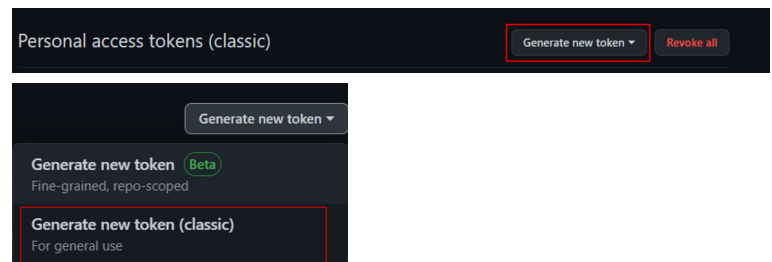 Personal access tokens (classic)
Generate new token
Revoke all
Generate new token
Generate new token Beta
Fine-grained, repo-scoped
Generate new token (classic)
For general use